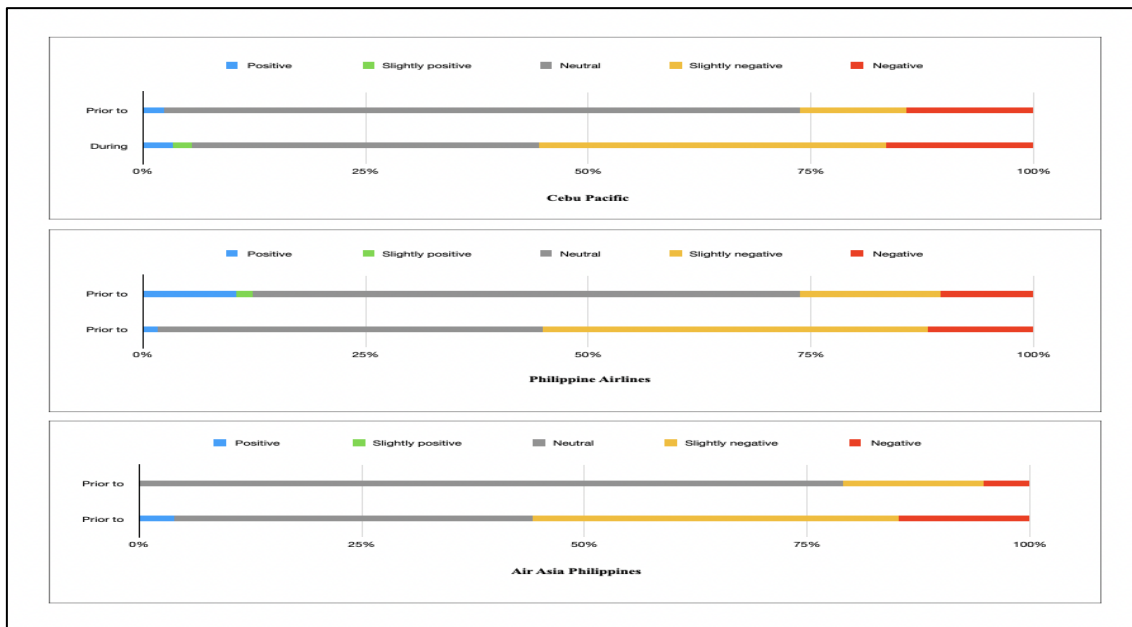 Positive Slightly positive Neutral Slightly negative Negative
Prior to
During
0% 25% 50% 75% 100%
Cebu Pacific
Positive Slightly positive Neutral Slightly negative Negative
Prior to
Prior to
0% 25% 50% 75% 100%
Philippine Airlines
Positive Slightly positive Neutral Slightly negative Negative
Prior to
Prior to
0% 25% 50% 75% 100%
Air Asia Philippines